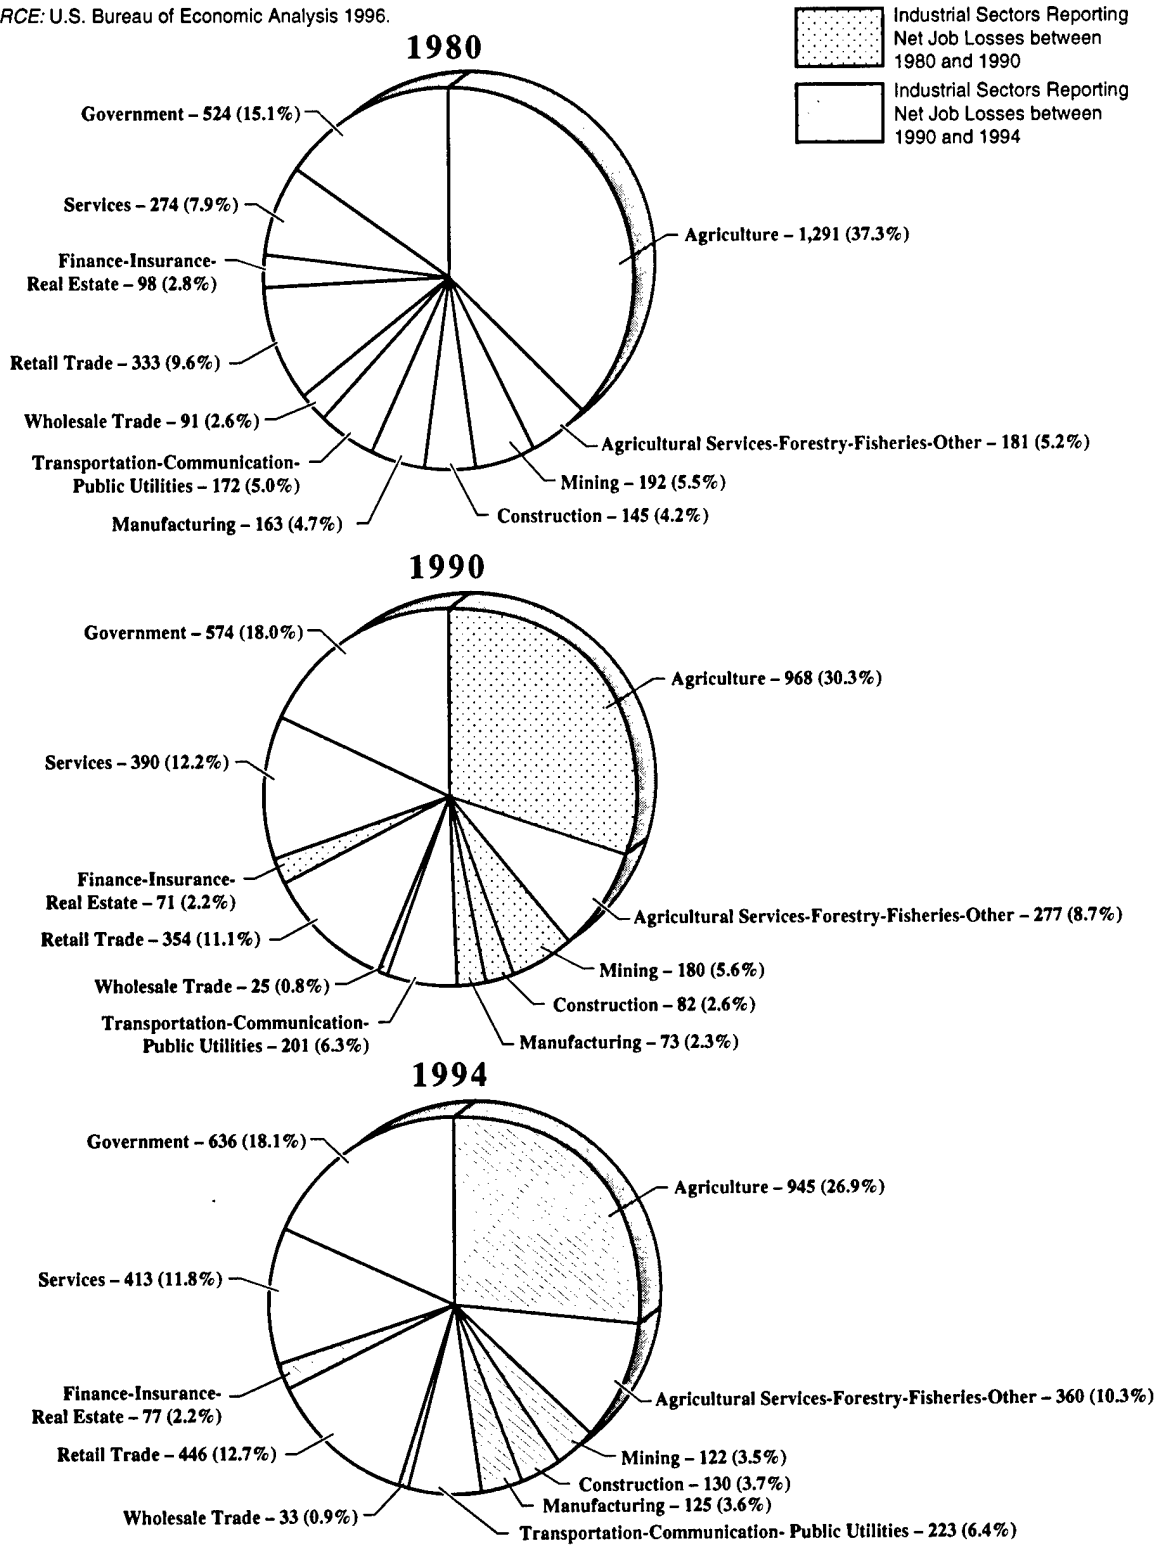 RCE: U.S. Bureau of Economic Analysis 1996.
Industrial Sectors Reporting
Net Job Losses between
1980 and 1990
Industrial Sectors Reporting
Net Job Losses between
1990 and 1994
1980
Government – 524 (15.1%)
Services – 274 (7.9%)
Finance-Insurance-
Real Estate – 98 (2.8%)
Retail Trade – 333 (9.6%)
Wholesale Trade – 91 (2.6%)
Transportation-Communication-
Public Utilities – 172 (5.0%)
Manufacturing – 163 (4.7%)
Agriculture – 1,291 (37.3%)
Agricultural Services-Forestry-Fisheries-Other – 181 (5.2%)
Mining – 192 (5.5%)
Construction – 145 (4.2%)
1990
Government – 574 (18.0%)
Services – 390 (12.2%)
Finance-Insurance-
Real Estate – 71 (2.2%)
Retail Trade – 354 (11.1%)
Wholesale Trade – 25 (0.8%)
Transportation-Communication-
Public Utilities – 201 (6.3%)
Agriculture – 968 (30.3%)
Agricultural Services-Forestry-Fisheries-Other – 277 (8.7%)
Mining – 180 (5.6%)
Construction – 82 (2.6%)
Manufacturing – 73 (2.3%)
1994
Government – 636 (18.1%)
Services – 413 (11.8%)
Finance-Insurance-
Real Estate – 77 (2.2%)
Retail Trade – 446 (12.7%)
Wholesale Trade – 33 (0.9%)
Agriculture – 945 (26.9%)
Agricultural Services-Forestry-Fisheries-Other – 360 (10.3%)
Mining – 122 (3.5%)
Construction – 130 (3.7%)
Manufacturing – 125 (3.6%)
Transportation-Communication- Public Utilities – 223 (6.4%)